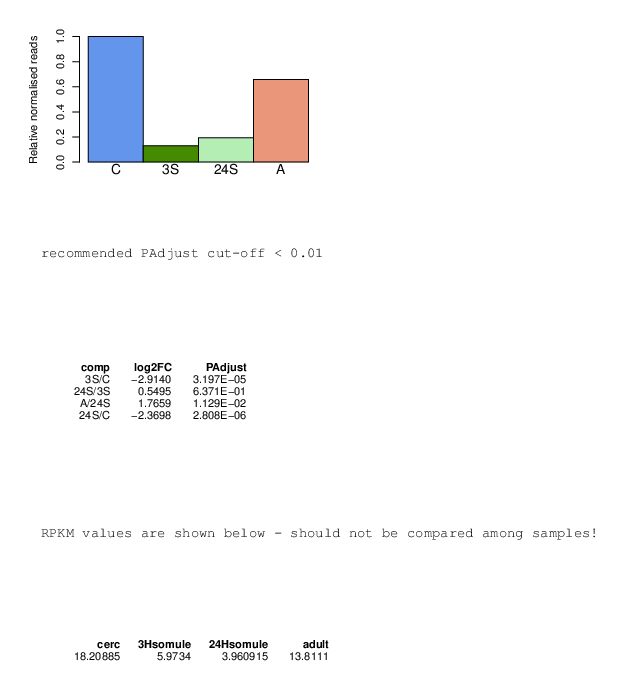 Relative normalised reads
1.0
0.8
0.6
0.4
0.2
0.0
C 3S 24S A
recommended PAdjust cut-off < 0.01
comp log2FC PAdjust
3S/C −2.9140 3.197E−05
24S/3S 0.5495 6.371E−01
A/24S 1.7659 1.129E−02
24S/C −2.3698 2.808E−06
RPKM values are shown below - should not be compared among samples!
cerc 3Hsomule 24Hsomule adult
18.20885 5.9734 3.960915 13.8111